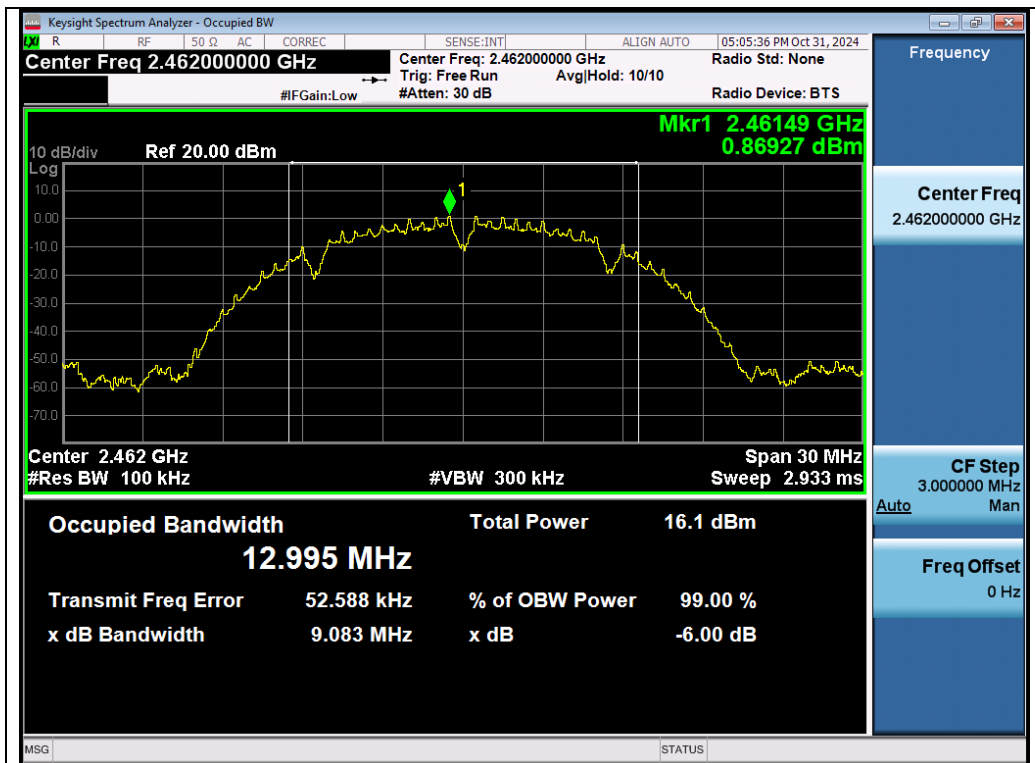 Keysight Spectrum Analyzer - Occupied BW
LXI R RF 50 Ω AC CORREC SENSE:INT ALIGN AUTO 05:05:36 PM Oct 31, 2024
Center Freq 2.462000000 GHz Center Freq: 2.462000000 GHz Radio Std: None
Trig: Free Run Avg|Hold: 10/10
#IFGain:Low #Atten: 30 dB Radio Device: BTS
Mkr1 2.46149 GHz
0.86927 dBm
10 dB/div Ref 20.00 dBm
Log
10.0
1
0.00
-10.0
-20.0
-30.0
-40.0
-50.0
-60.0
-70.0
Center 2.462 GHz Span 30 MHz
#Res BW 100 kHz #VBW 300 kHz Sweep 2.933 ms
Occupied Bandwidth Total Power 16.1 dBm
12.995 MHz
Transmit Freq Error 52.588 kHz % of OBW Power 99.00 %
x dB Bandwidth 9.083 MHz x dB -6.00 dB
Frequency
Center Freq
2.462000000 GHz
CF Step
3.000000 MHz
Auto Man
Freq Offset
0 Hz
MSG STATUS